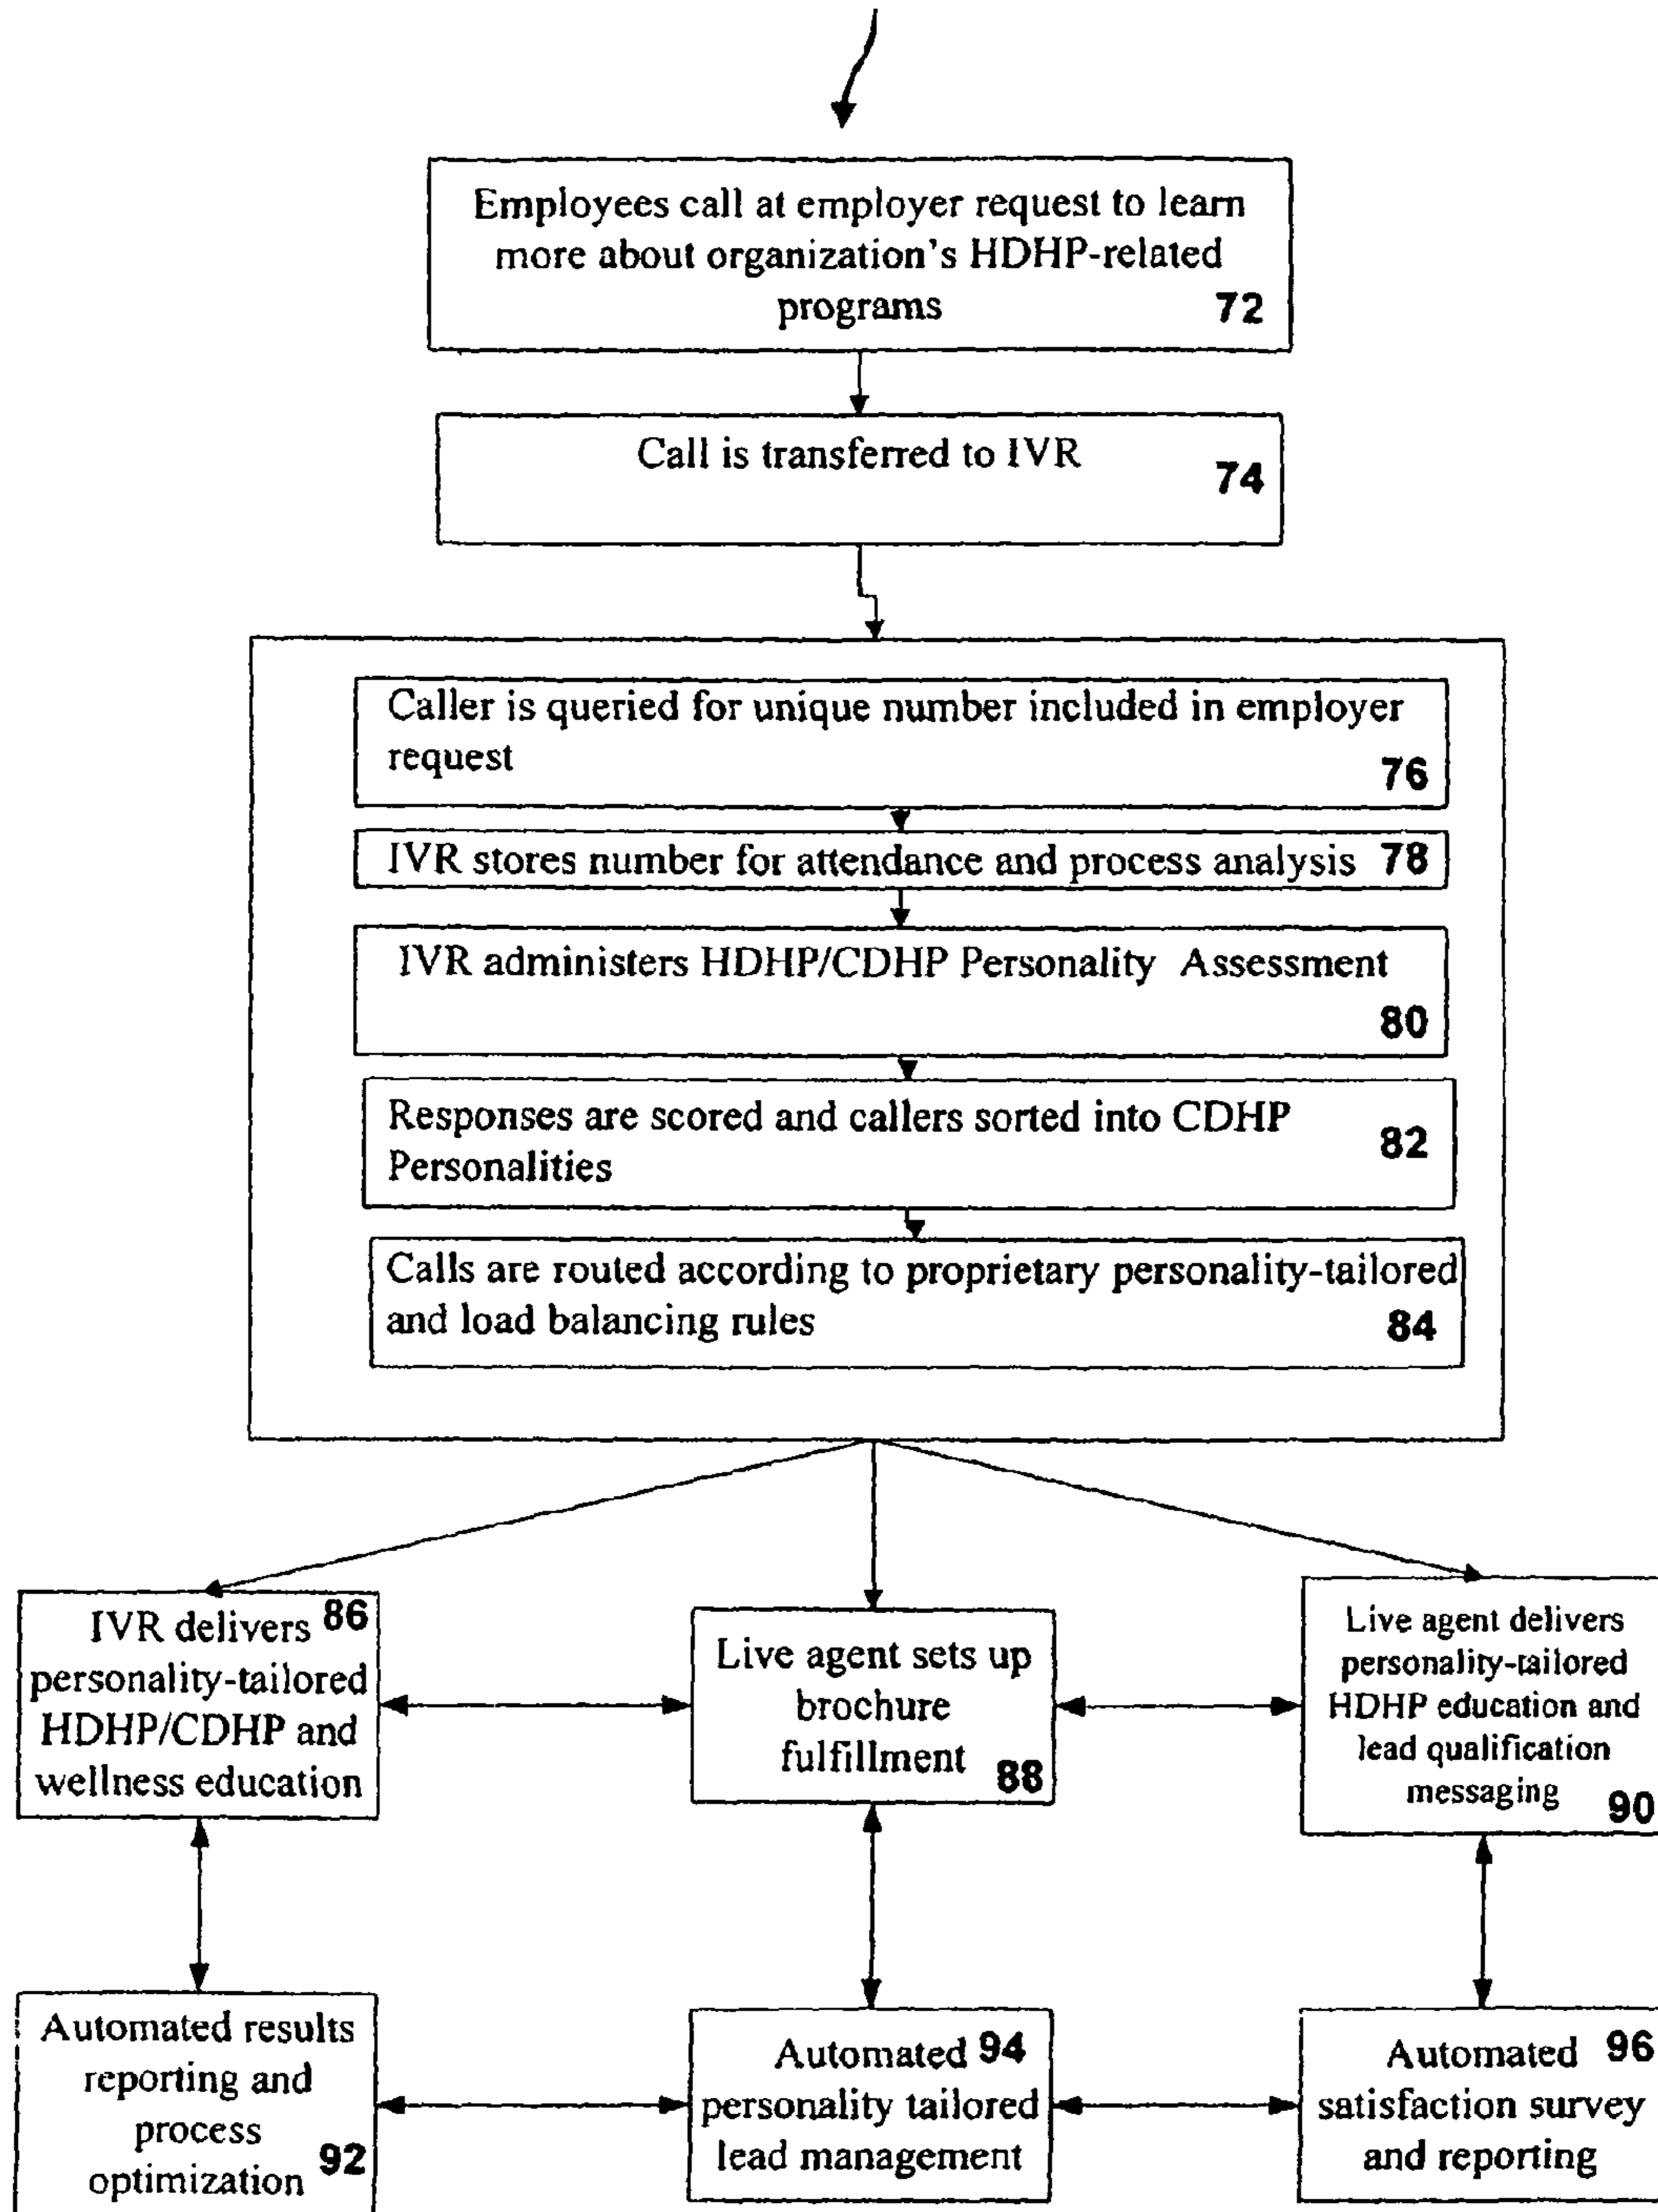 Employees call at employer request to learn
more about organization's HDHP-related
programs 72
Call is transferred to IVR
74
Caller is queried for unique number included in employer
request 76
IVR stores number for attendance and process analysis 78
IVR administers HDHP/CDHP Personality Assessment
80
Responses are scored and callers sorted into CDHP
82
Personalities
Calls are routed according to proprietary personality-tailored
and load balancing rules 84
IVR delivers 86
personality-tailored
HDHP/CDHP and
wellness education
Live agent sets up
brochure
fulfillment 88
Live agent delivers
personality-tailored
HDHP education and
lead qualification
messaging 90
Automated results
reporting and
process
optimization 92
Automated 94
personality tailored
lead management
Automated 96
satisfaction survey
and reporting